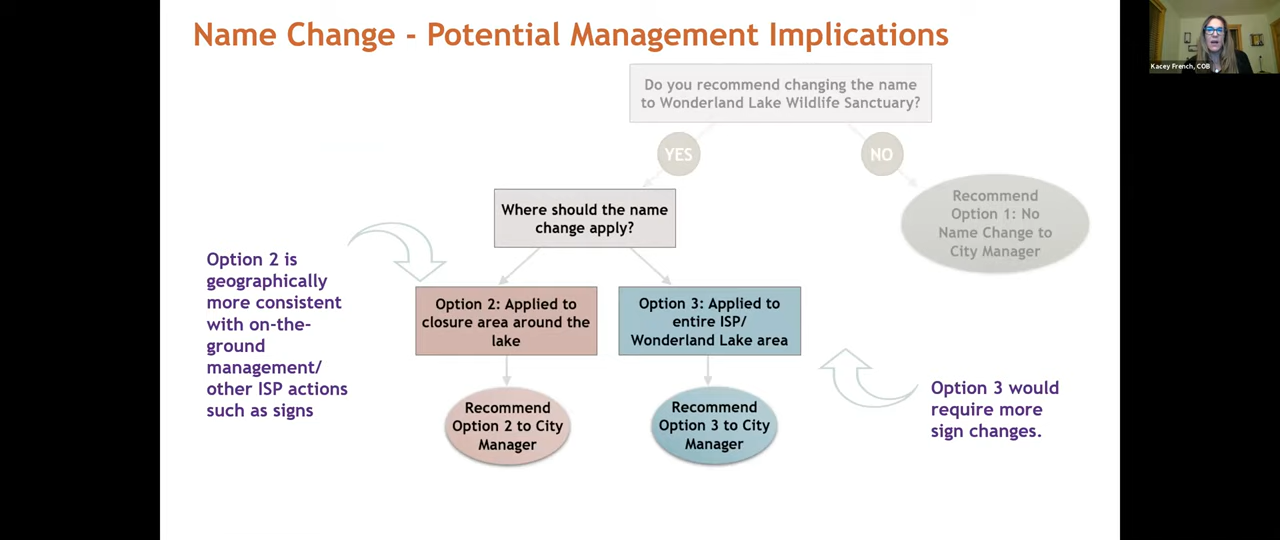 Name Change - Potential Management Implications
Kacey French, COB
Do you recommend changing the name
to Wonderland Lake Wildlife Sanctuary?
YES
NO
Where should the name
change apply?
Recommend
Option 1: No
Name Change to
City Manager
Option 2 is
geographically
more consistent
with on-the-
ground
management/
other ISP actions
such as signs
Option 2: Applied to
closure area around the
lake
Option 3: Applied to
entire ISP/
Wonderland Lake area
Recommend
Option 2 to City
Manager
Recommend
Option 3 to City
Manager
Option 3 would
require more
sign changes.